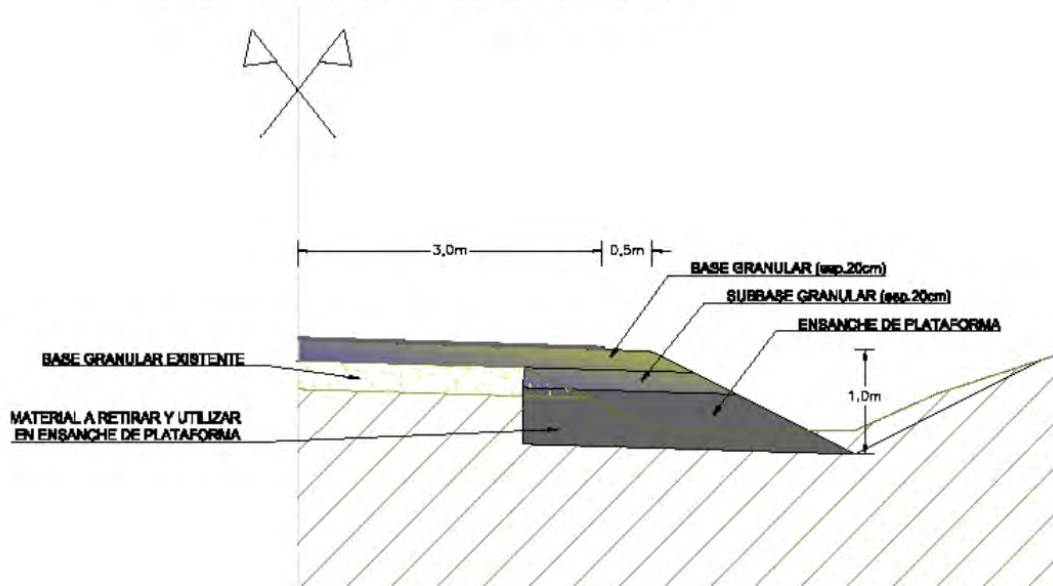 3,0m
0,5m
BASE GRANULAR (esp.20cm)
SUBBASE GRANULAR (esp.20cm)
ENSANCHE DE PLATAFORMA
BASE GRANULAR EXISTENTE
1,0m
MATERIAL A RETIRAR Y UTILIZAR
EN ENSANCHE DE PLATAFORMA